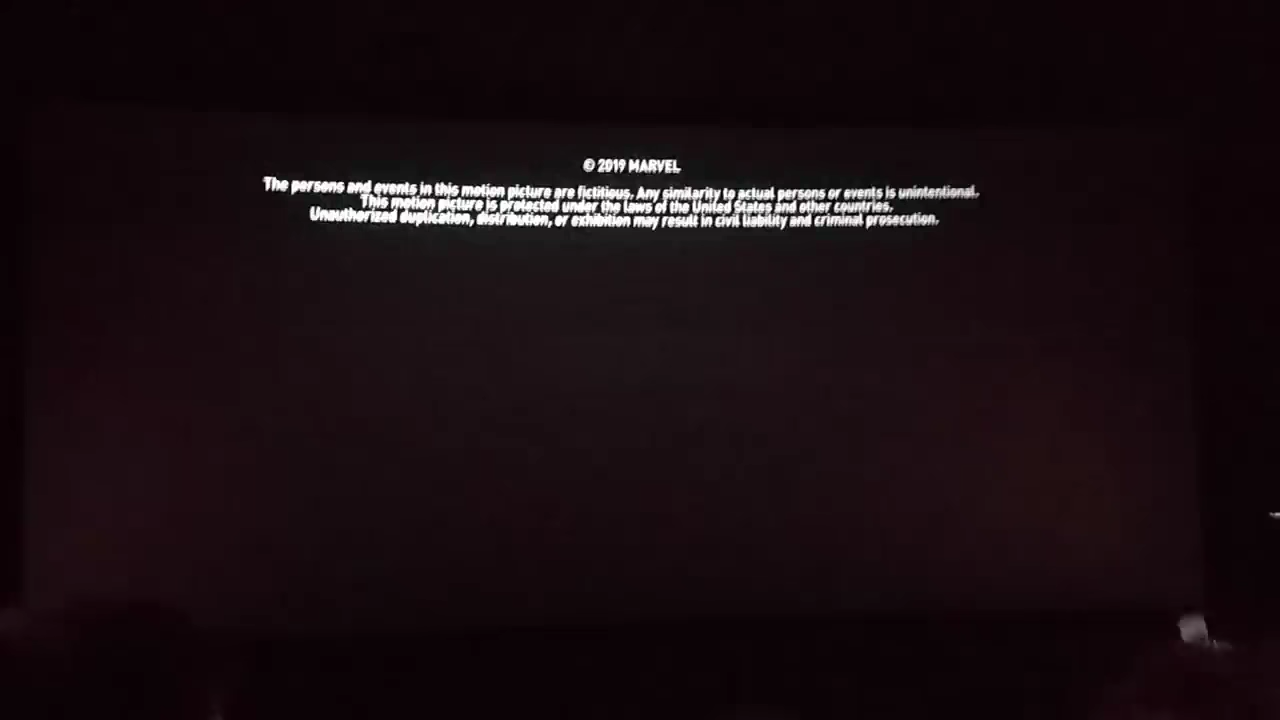 © 2019 MARVEL
The persons and events in this motion picture are fictitious. Any similarity to actual persons or events is unintentional.
This motion picture is protected under the laws of the United States and other countries.
Unauthorized duplication, distribution, or exhibition may result in civil liability and criminal prosecution.